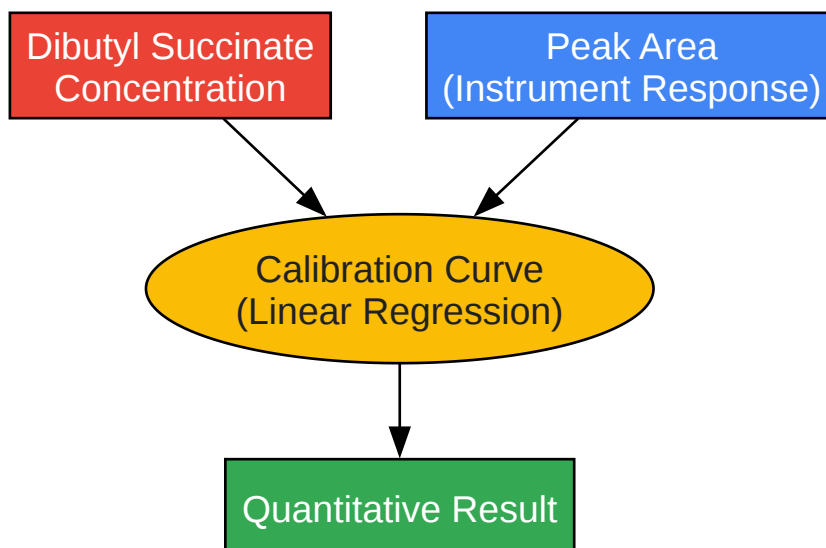 Dibutyl Succinate
Concentration
Peak Area
(Instrument Response)
Calibration Curve
(Linear Regression)
Quantitative Result